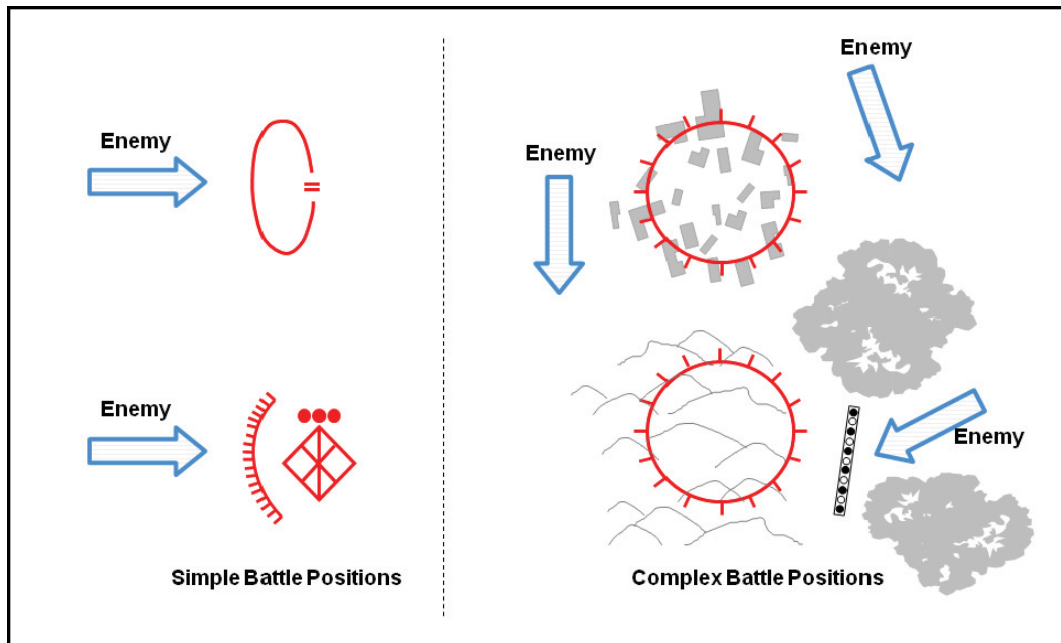 Enemy
Enemy
Enemy
Enemy
Enemy
Simple Battle Positions
Complex Battle Positions